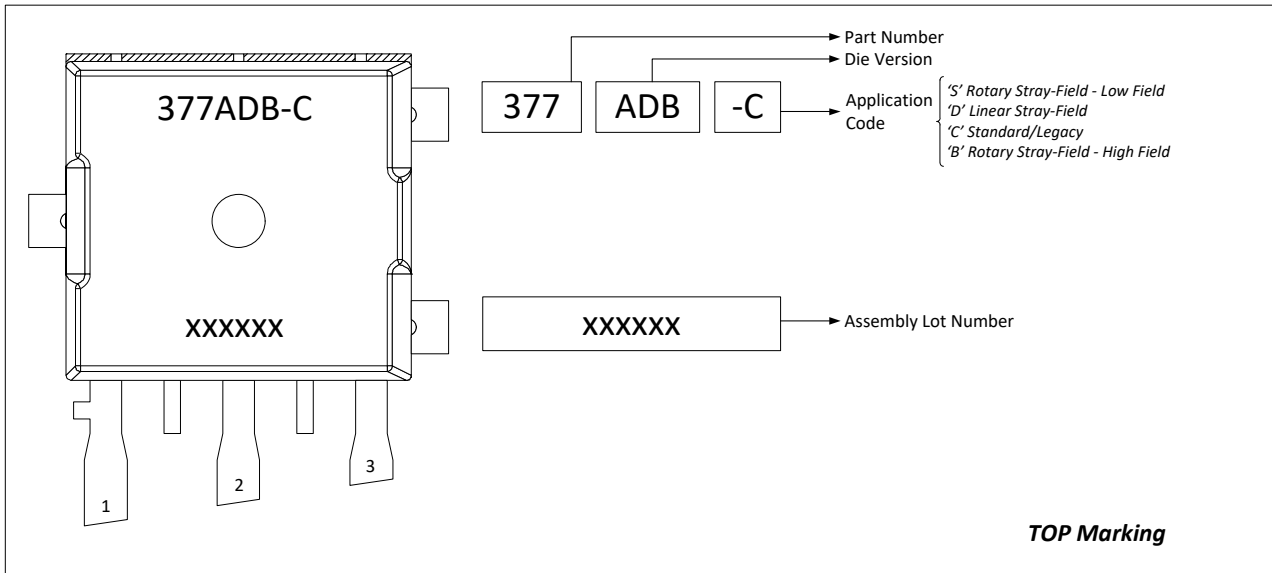 377ADB-C
xxxxxx
1
2
3
377 ADB -C
Part Number
Die Version
Application
Code
‘S’ Rotary Stray-Field - Low Field
‘D’ Linear Stray-Field
‘C’ Standard/Legacy
‘B’ Rotary Stray-Field - High Field
xxxxxx
Assembly Lot Number
TOP Marking